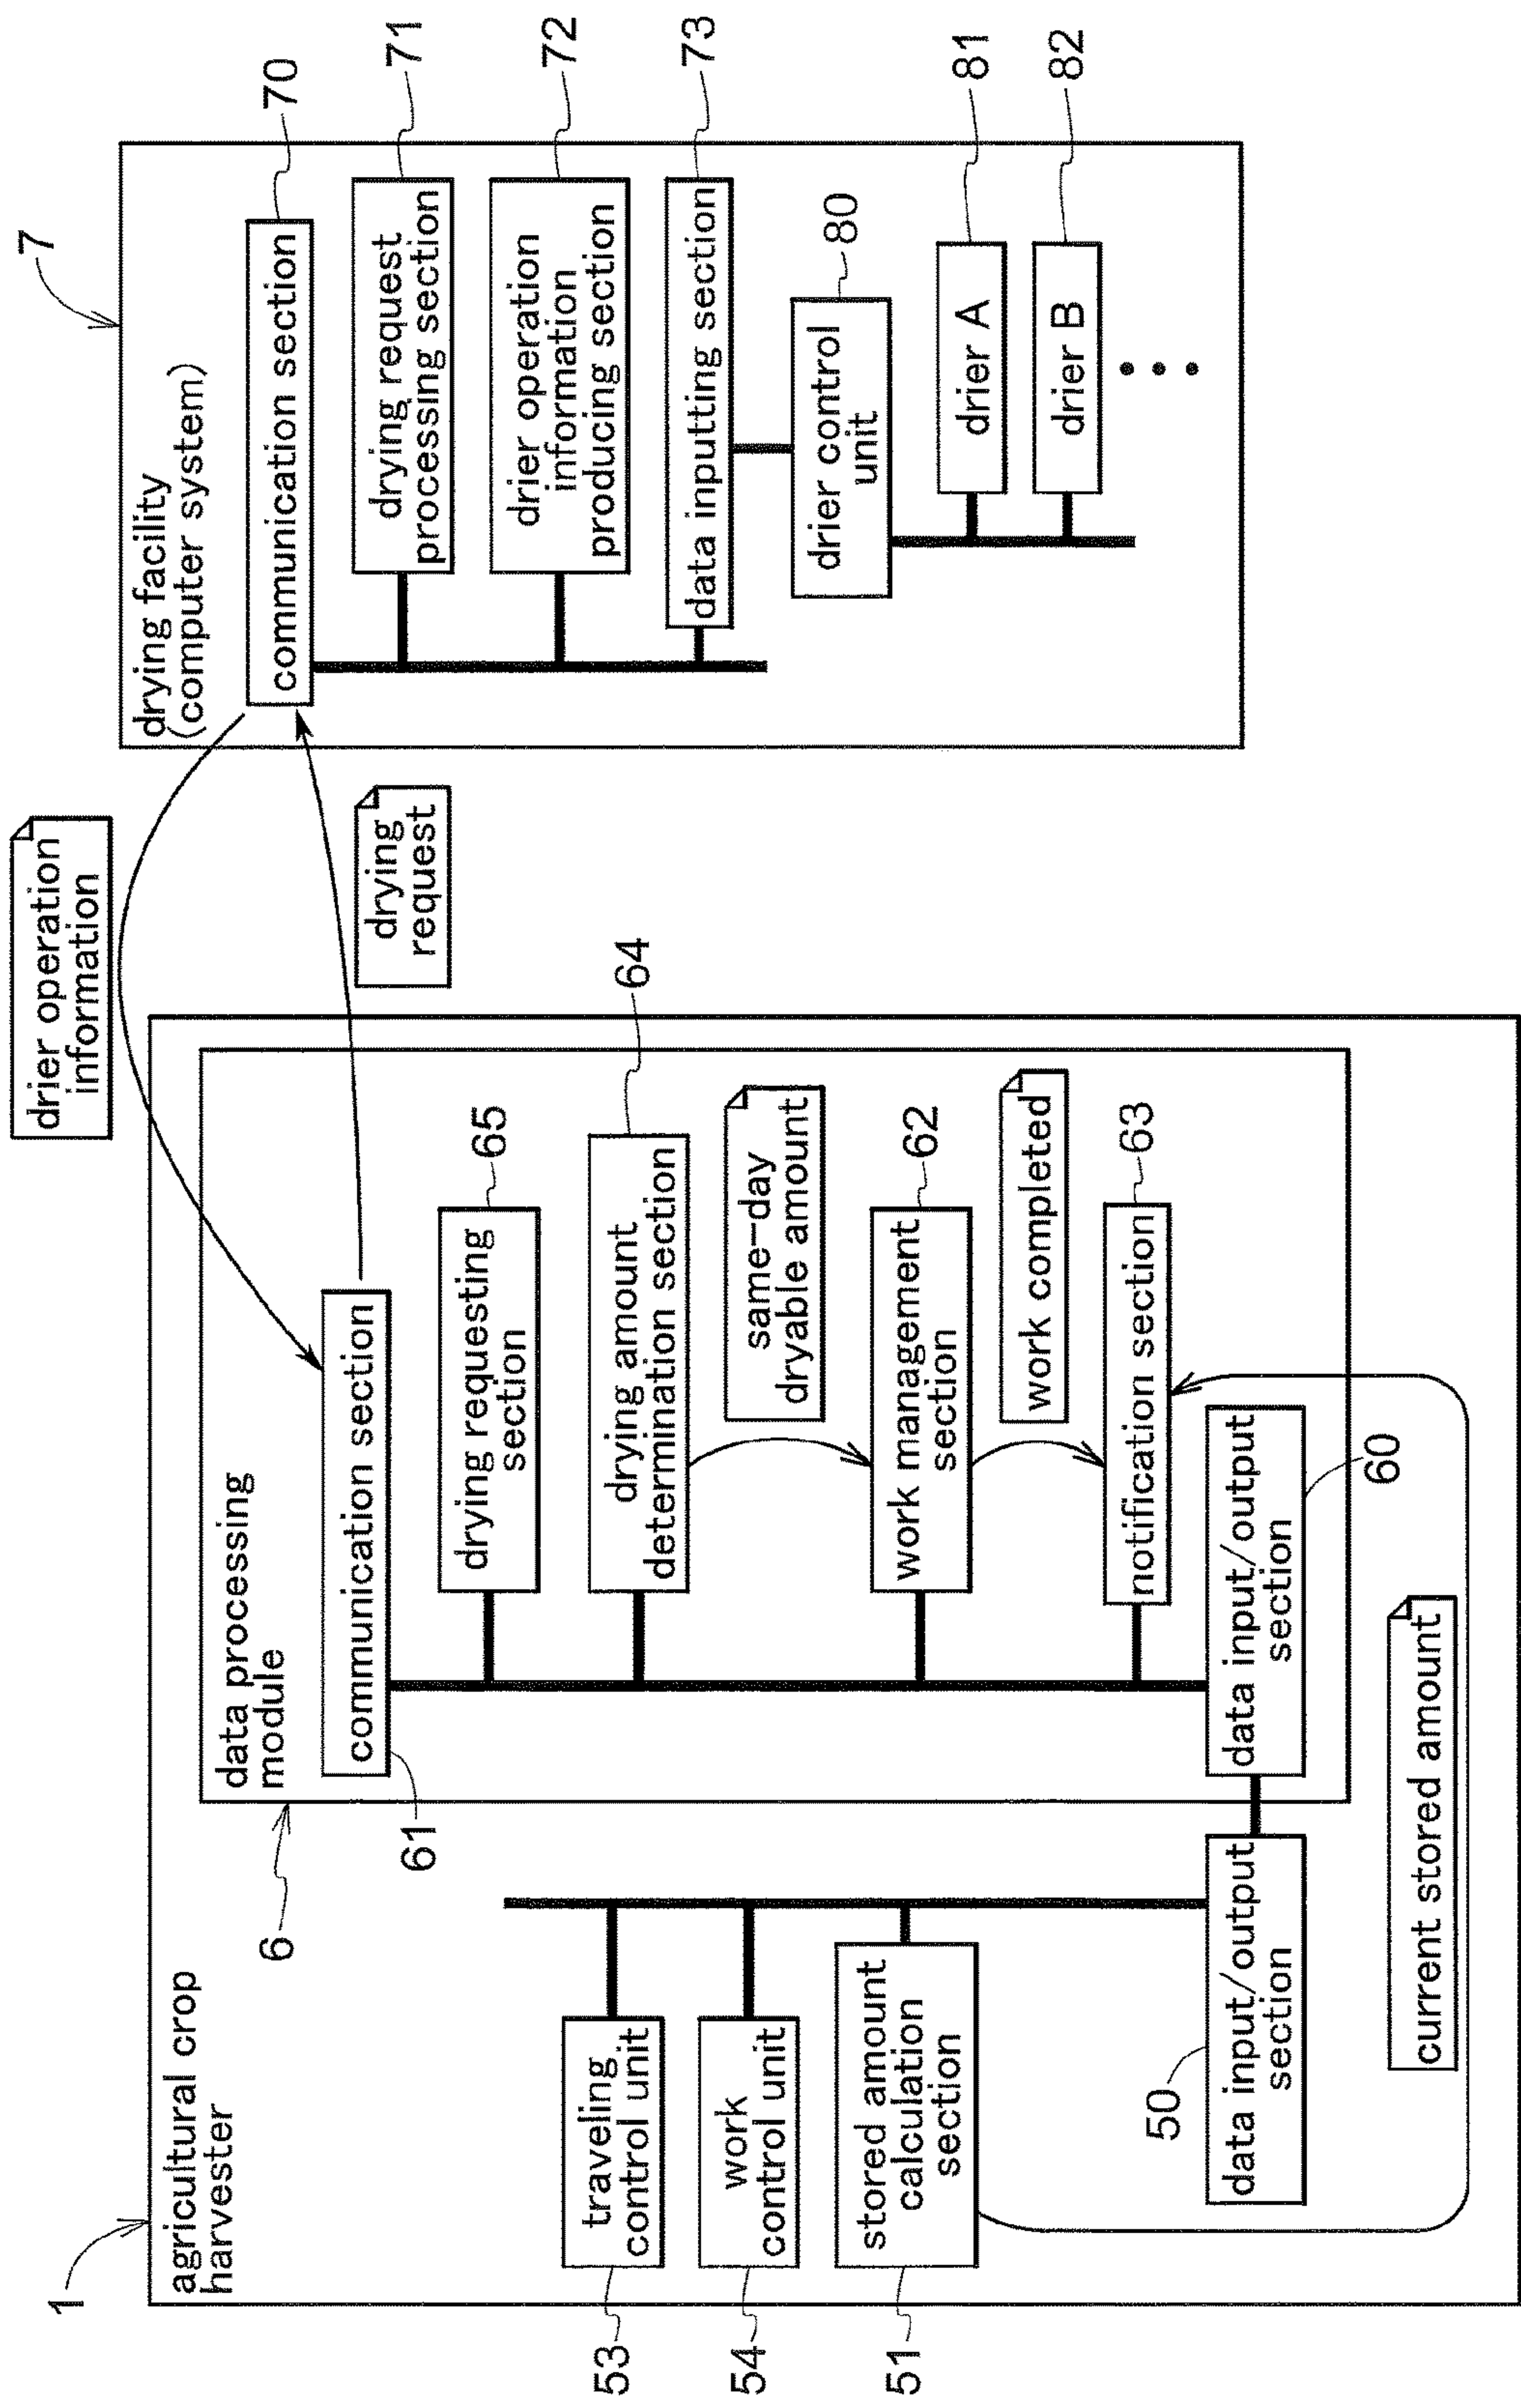 1
agricultural crop
harvester
6
data processing
module
61
communication section
65
drying requesting
section
64
drying amount
determination section
same-day
dryable amount
62
work management
section
work completed
63
notification section
60
data input/output
section
53
traveling
control unit
54
work
control unit
51
stored amount
calculation
section
50
data input/output
section
current stored amount
drier operation
information
drying
request
7
drying facility
(computer system)
70
communication section
71
drying request
processing section
72
drier operation
information
producing section
73
data inputting section
80
drier control
unit
81
drier A
82
drier B